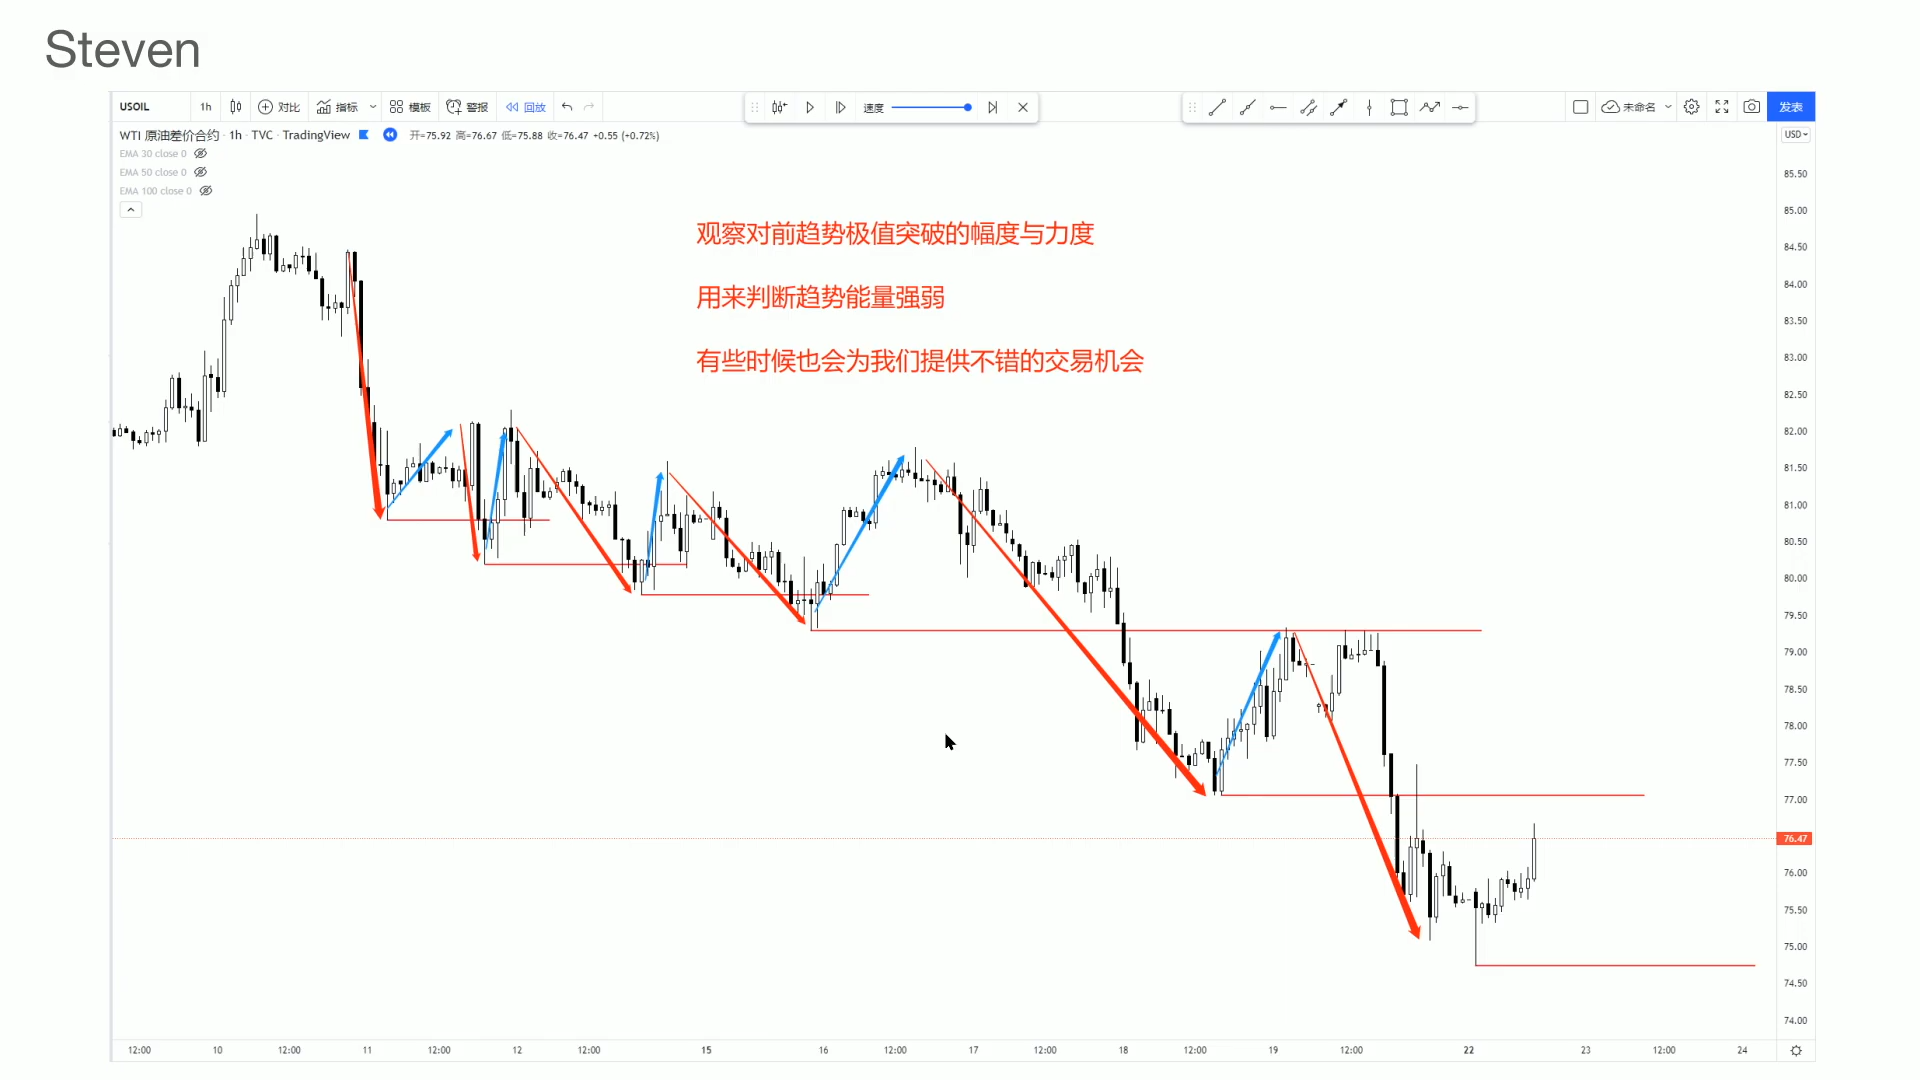 Steven
USOIL 1h 对比 指标 模板 警报 回放 速度 未命名 发表
WTI 原油差价合约 · 1h · TVC · TradingView 开=75.92 高=76.67 低=75.88 收=76.47 +0.55 (+0.72%)
USD
EMA 30 close 0
EMA 50 close 0
EMA 100 close 0
观察对前趋势极值突破的幅度与力度
用来判断趋势能量强弱
有些时候也会为我们提供不错的交易机会
85.50
85.00
84.50
84.00
83.50
83.00
82.50
82.00
81.50
81.00
80.50
80.00
79.50
79.00
78.50
78.00
77.50
77.00
76.47
76.00
75.50
75.00
74.50
74.00
12:00 10 12:00 11 12:00 12 12:00 15 16 12:00 17 12:00 18 12:00 19 12:00 22 23 12:00 24